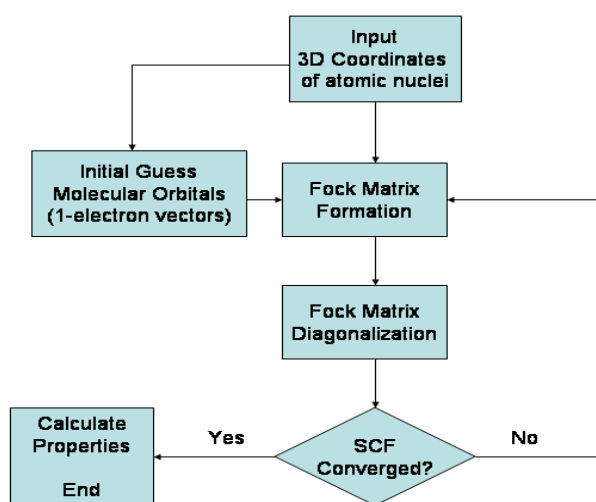 Input
3D Coordinates
of atomic nuclei
Initial Guess
Molecular Orbitals
(1-electron vectors)
Fock Matrix
Formation
Fock Matrix
Diagonalization
SCF
Converged?
Yes
No
Calculate
Properties
End